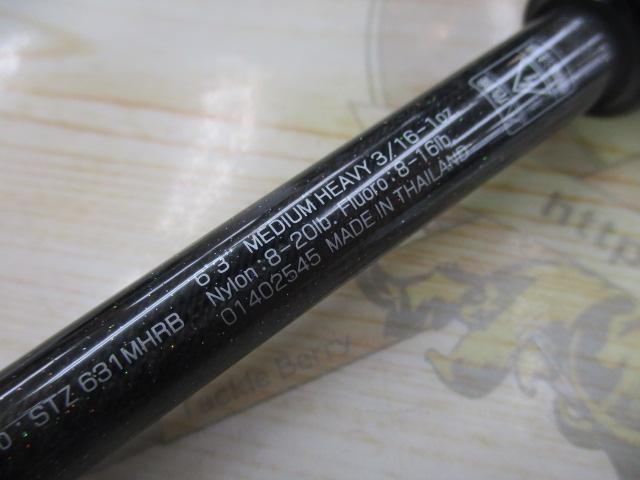 STZ 631MHRB
6'3" MEDIUM HEAVY 3/16-1oz
Nylon:8-20lb. Fluoro:8-16lb
01402545 MADE IN THAILAND
Tackle Berry
http